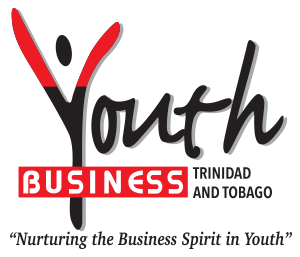 Youth
BUSINESS TRINIDAD
AND TOBAGO
“Nurturing the Business Spirit in Youth”